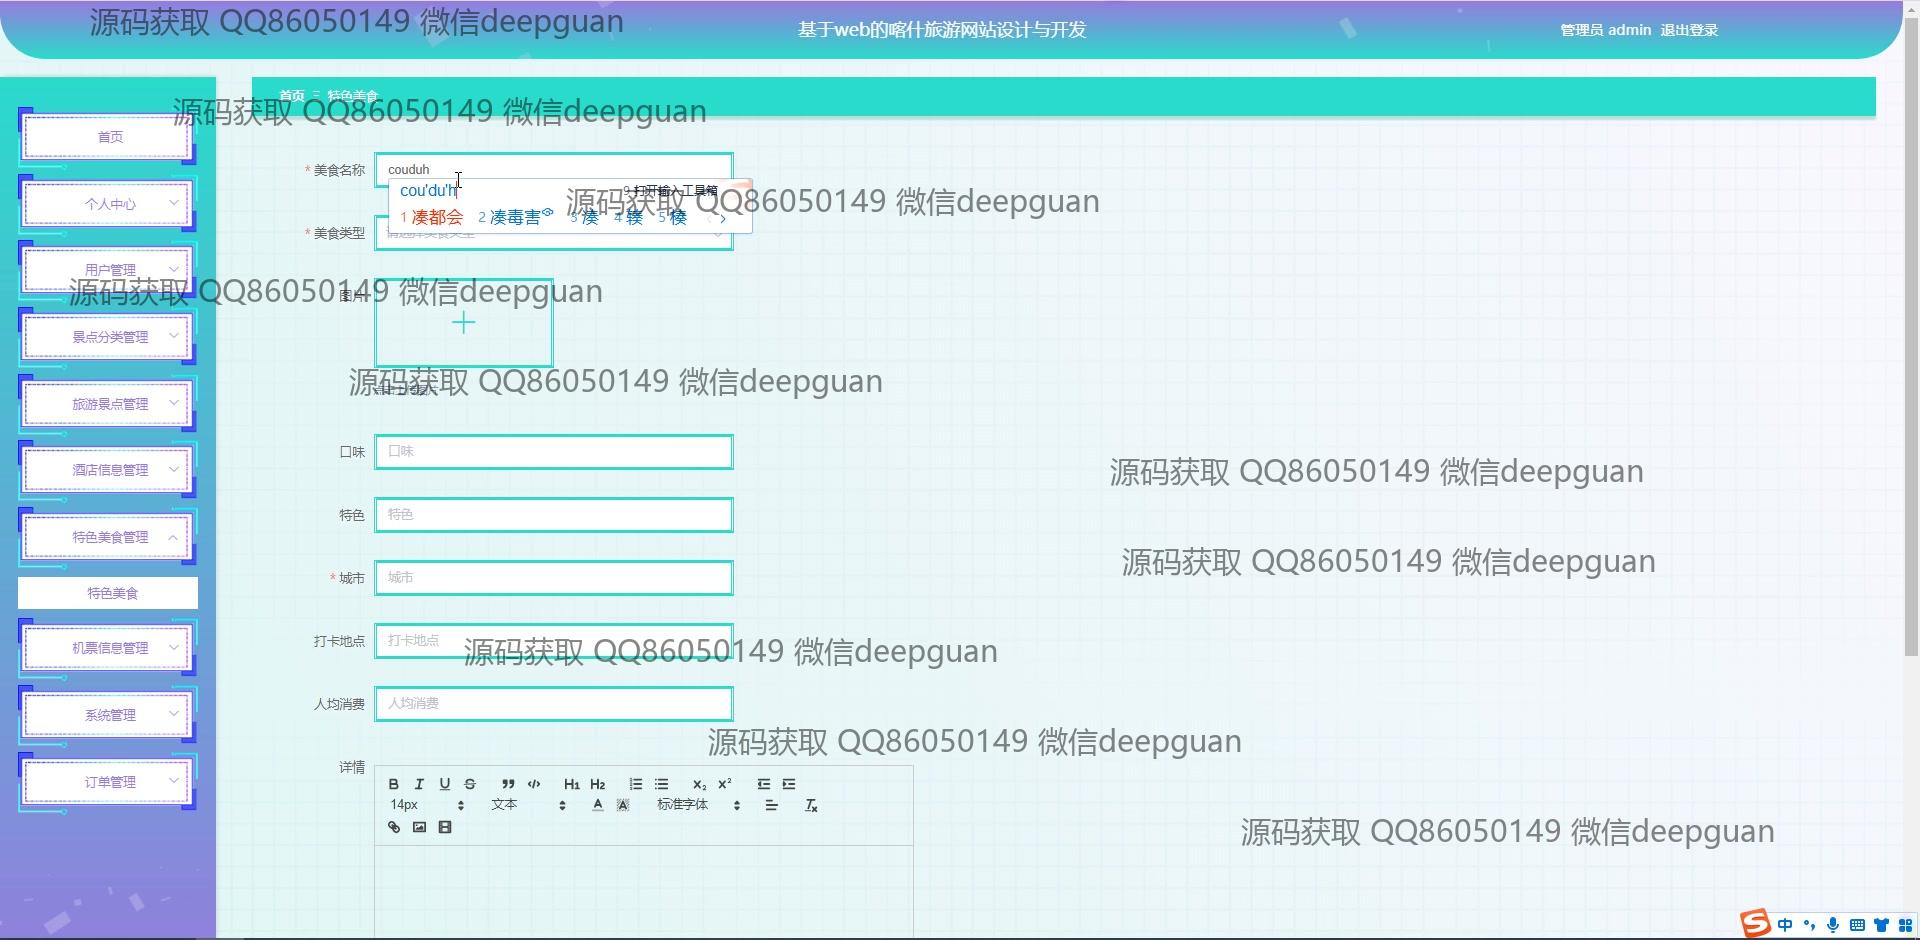 源码获取 QQ86050149 微信deepguan
基于web的喀什旅游网站设计与开发
管理员 admin 退出登录
首页 特色美食
源码获取 QQ86050149 微信deepguan
首页
* 美食名称 couduh
cou'du'h 9 打开输入工具箱
源码获取 QQ86050149 微信deepguan
个人中心
1 凑都会 2 凑毒害 3 凑 4 辏 5 楱
* 美食类型
用户管理
源码获取 QQ86050149 微信deepguan
景点分类管理
源码获取 QQ86050149 微信deepguan
旅游景点管理
口味 口味
酒店信息管理
源码获取 QQ86050149 微信deepguan
特色 特色
特色美食管理
源码获取 QQ86050149 微信deepguan
* 城市 城市
特色美食
打卡地点 打卡地点
机票信息管理
源码获取 QQ86050149 微信deepguan
人均消费 人均消费
系统管理
源码获取 QQ86050149 微信deepguan
详情
订单管理
B I U S H1 H2 X2 X2
14px 文本 A A 标准字体 Tx
源码获取 QQ86050149 微信deepguan
S 中